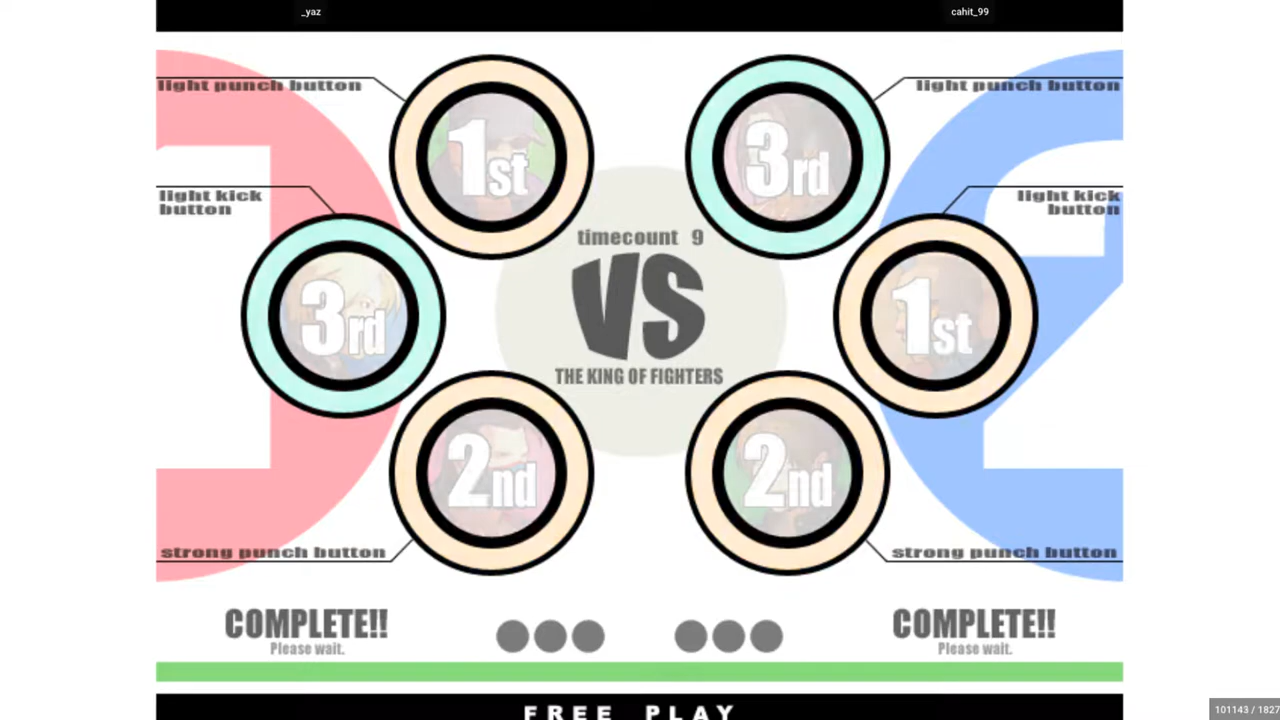 _yaz
cahit_99
light punch button
light punch button
1st
3rd
light kick
button
light kick
button
timecount 9
VS
THE KING OF FIGHTERS
3rd
1st
2nd
2nd
strong punch button
strong punch button
COMPLETE!!
Please wait.
COMPLETE!!
Please wait.
FREE PLAY
101143 / 1827